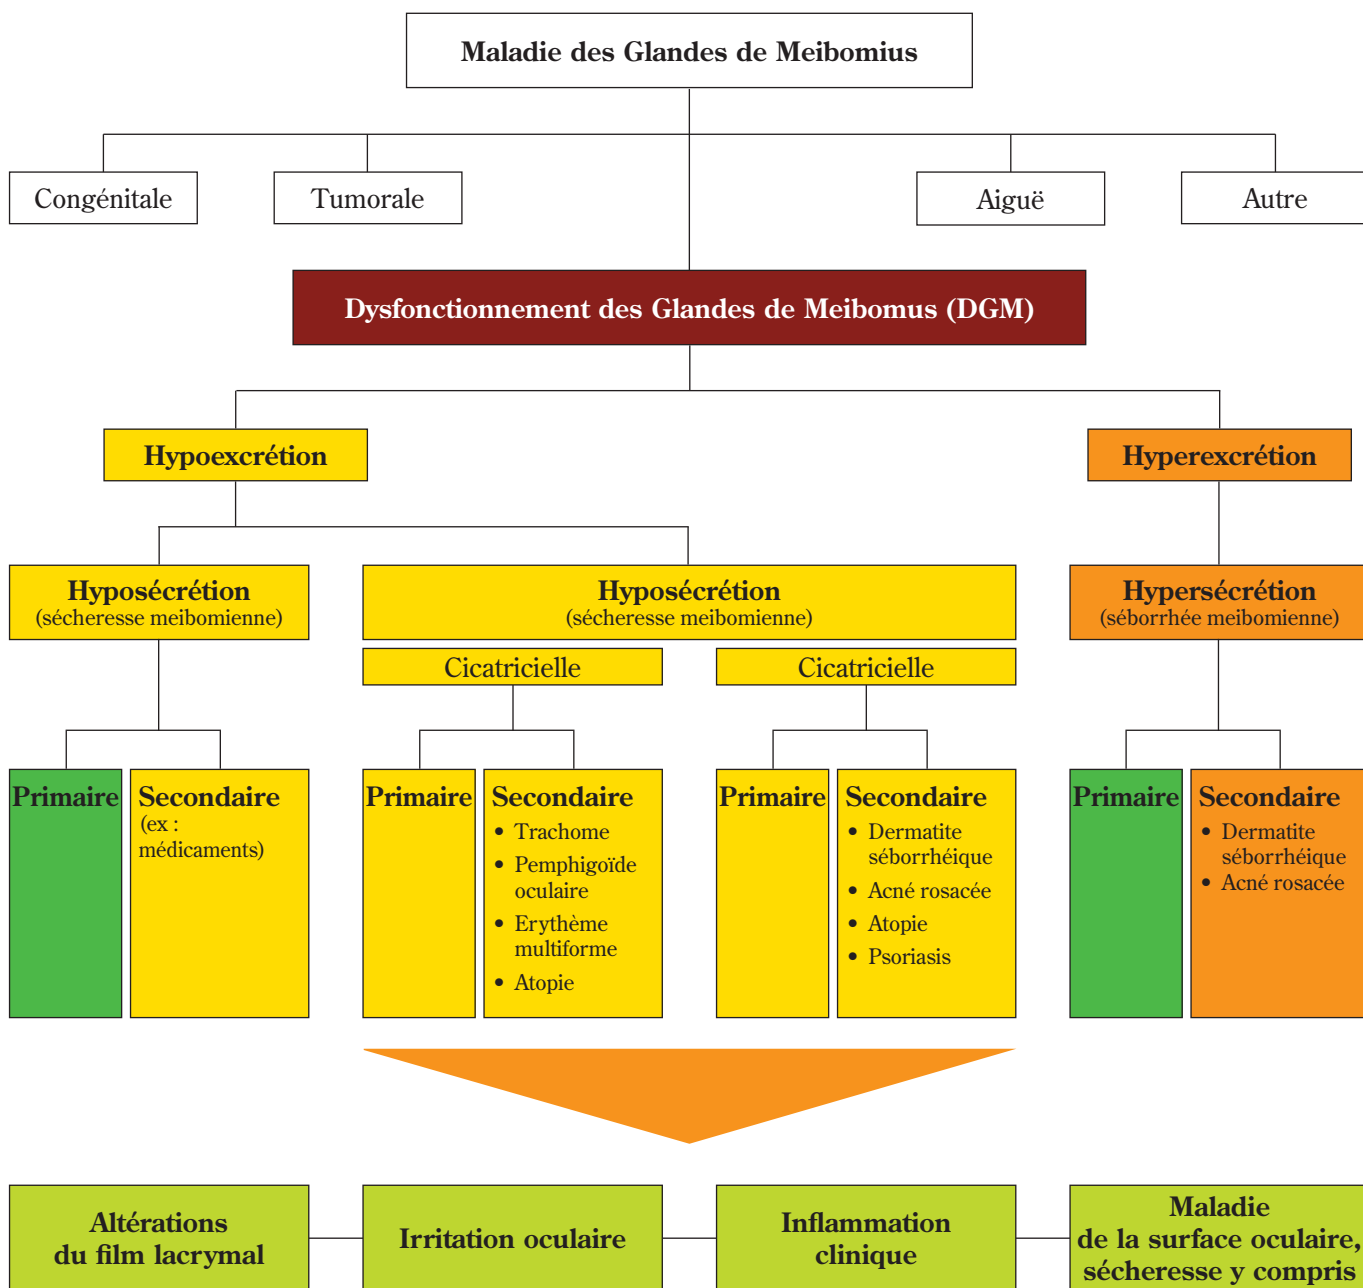 Maladie des Glandes de Meibomius
Congénitale
Tumorale
Aiguë
Autre
Dysfonctionnement des Glandes de Meibomus (DGM)
Hypoexcrétion
Hyperexcrétion
Hyposécrétion
(sécheresse meibomienne)
Hyposécrétion
(sécheresse meibomienne)
Hypersécrétion
(séborrhée meibomienne)
Cicatricielle
Cicatricielle
Primaire
Secondaire
(ex :
médicaments)
Primaire
Secondaire
• Trachome
• Pemphigoïde
oculaire
• Erythème
multiforme
• Atopie
Primaire
Secondaire
• Dermatite
séborrhéique
• Acné rosacée
• Atopie
• Psoriasis
Primaire
Secondaire
• Dermatite
séborrhéique
• Acné rosacée
Altérations
du film lacrymal
Irritation oculaire
Inflammation
clinique
Maladie
de la surface oculaire,
sécheresse y compris